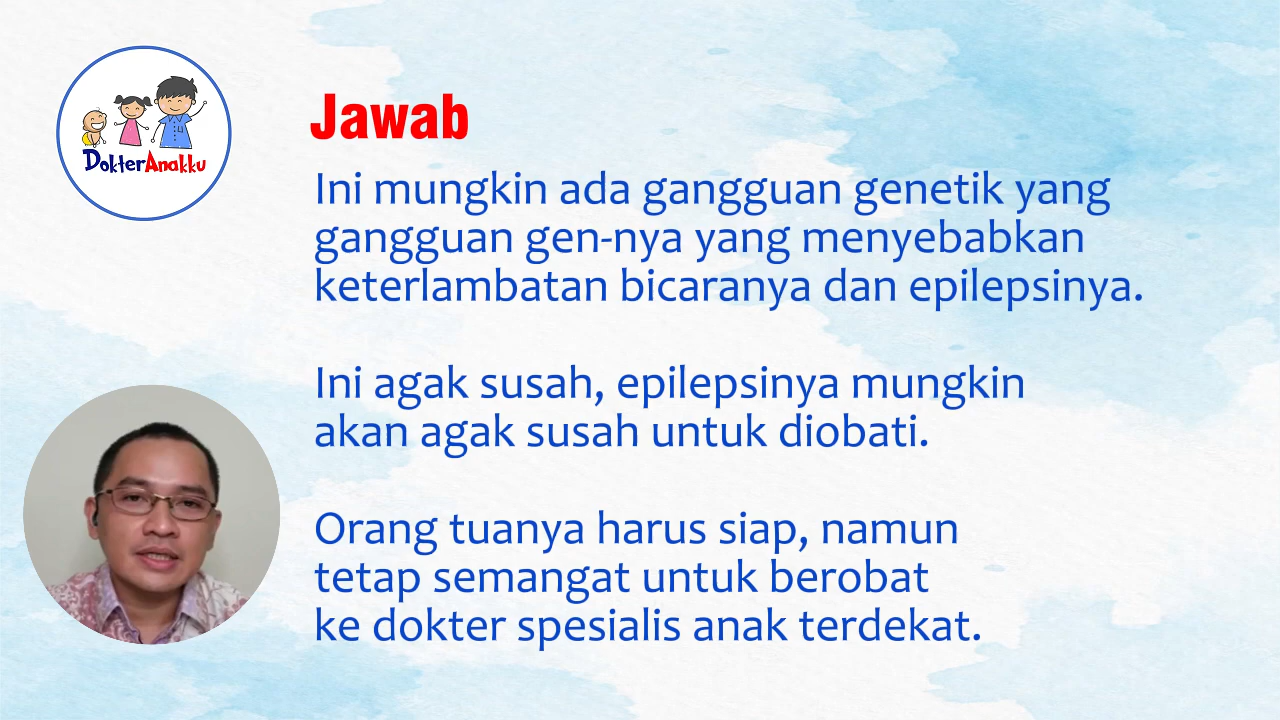 DokterAnakku
Jawab
Ini mungkin ada gangguan genetik yang
gangguan gen-nya yang menyebabkan
keterlambatan bicaranya dan epilepsinya.
Ini agak susah, epilepsinya mungkin
akan agak susah untuk diobati.
Orang tuanya harus siap, namun
tetap semangat untuk berobat
ke dokter spesialis anak terdekat.